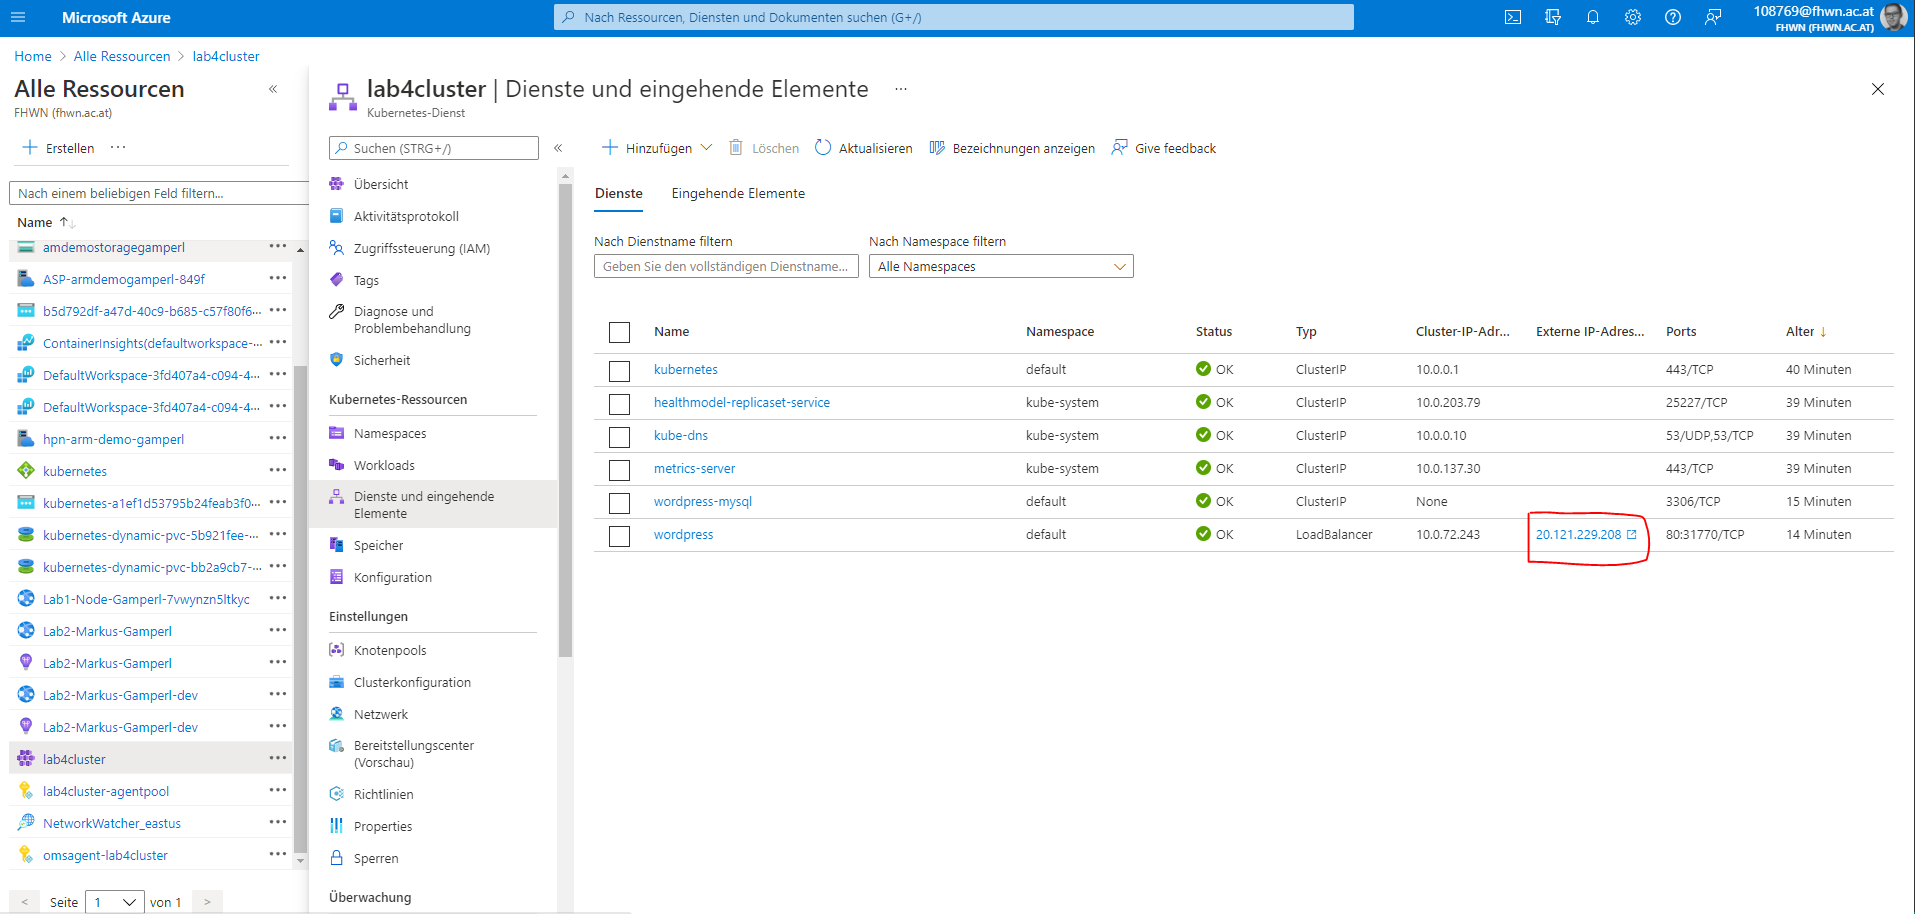 Microsoft Azure
Nach Ressourcen, Diensten und Dokumenten suchen (G+/)
108769@fhwn.ac.at
FHWN (FHWN.AC.AT)
Home > Alle Ressourcen > lab4cluster
Alle Ressourcen
FHWN (fhwn.ac.at)
Erstellen ...
Nach einem beliebigen Feld filtern...
Name
amdemostoragegamperl
ASP-armdemogamperl-849f
b5d792df-a47d-40c9-b685-c57f80f6...
ContainerInsights(defaultworkspace-...
DefaultWorkspace-3fd407a4-c094-4...
DefaultWorkspace-3fd407a4-c094-4...
hpn-arm-demo-gamperl
kubernetes
kubernetes-a1ef1d53795b24feab3f0...
kubernetes-dynamic-pvc-5b921fee-...
kubernetes-dynamic-pvc-bb2a9cb7-...
Lab1-Node-Gamperl-7vwynzn5ltkyc
Lab2-Markus-Gamperl
Lab2-Markus-Gamperl
Lab2-Markus-Gamperl-dev
Lab2-Markus-Gamperl-dev
lab4cluster
lab4cluster-agentpool
NetworkWatcher_eastus
omsagent-lab4cluster
< Seite 1 von 1 >
lab4cluster | Dienste und eingehende Elemente ...
Kubernetes-Dienst
Suchen (STRG+/)
Übersicht
Aktivitätsprotokoll
Zugriffssteuerung (IAM)
Tags
Diagnose und
Problembehandlung
Sicherheit
Kubernetes-Ressourcen
Namespaces
Workloads
Dienste und eingehende
Elemente
Speicher
Konfiguration
Einstellungen
Knotenpools
Clusterkonfiguration
Netzwerk
Bereitstellungscenter
(Vorschau)
Richtlinien
Properties
Sperren
Überwachung
Hinzufügen Löschen Aktualisieren Bezeichnungen anzeigen Give feedback
Dienste Eingehende Elemente
Nach Dienstname filtern Nach Namespace filtern
Geben Sie den vollständigen Dienstname... Alle Namespaces
Name Namespace Status Typ Cluster-IP-Adr... Externe IP-Adres... Ports Alter ↓
kubernetes default OK ClusterIP 10.0.0.1 443/TCP 40 Minuten
healthmodel-replicaset-service kube-system OK ClusterIP 10.0.203.79 25227/TCP 39 Minuten
kube-dns kube-system OK ClusterIP 10.0.0.10 53/UDP,53/TCP 39 Minuten
metrics-server kube-system OK ClusterIP 10.0.137.30 443/TCP 39 Minuten
wordpress-mysql default OK ClusterIP None 3306/TCP 15 Minuten
wordpress default OK LoadBalancer 10.0.72.243 20.121.229.208 80:31770/TCP 14 Minuten